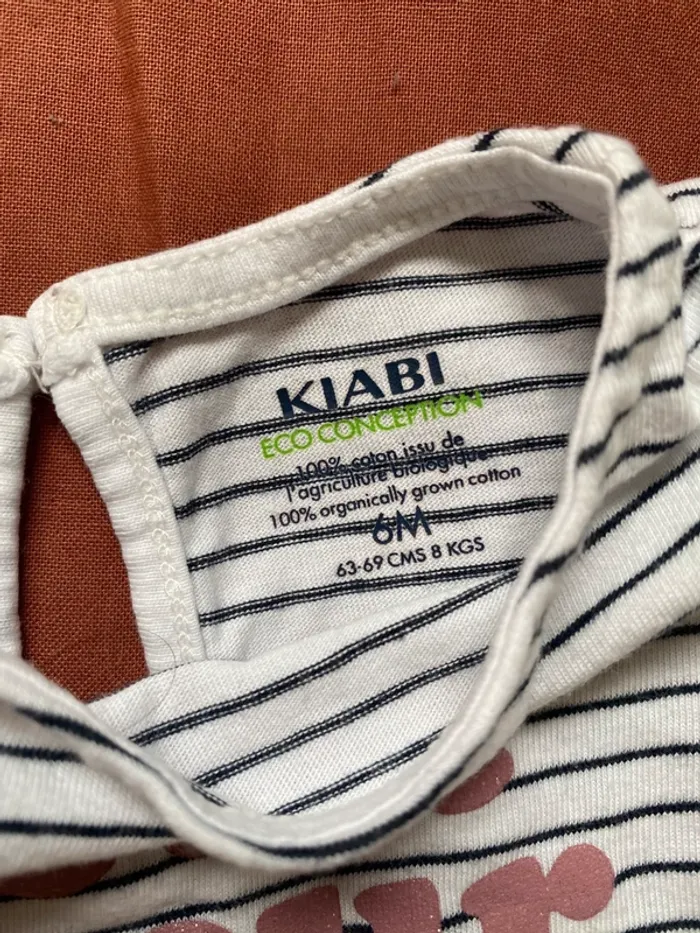 KIABI
ECO CONCEPTION
100% coton issu de
l'agriculture biologique
100% organically grown cotton
6M
63-69 CMS 8 KGS